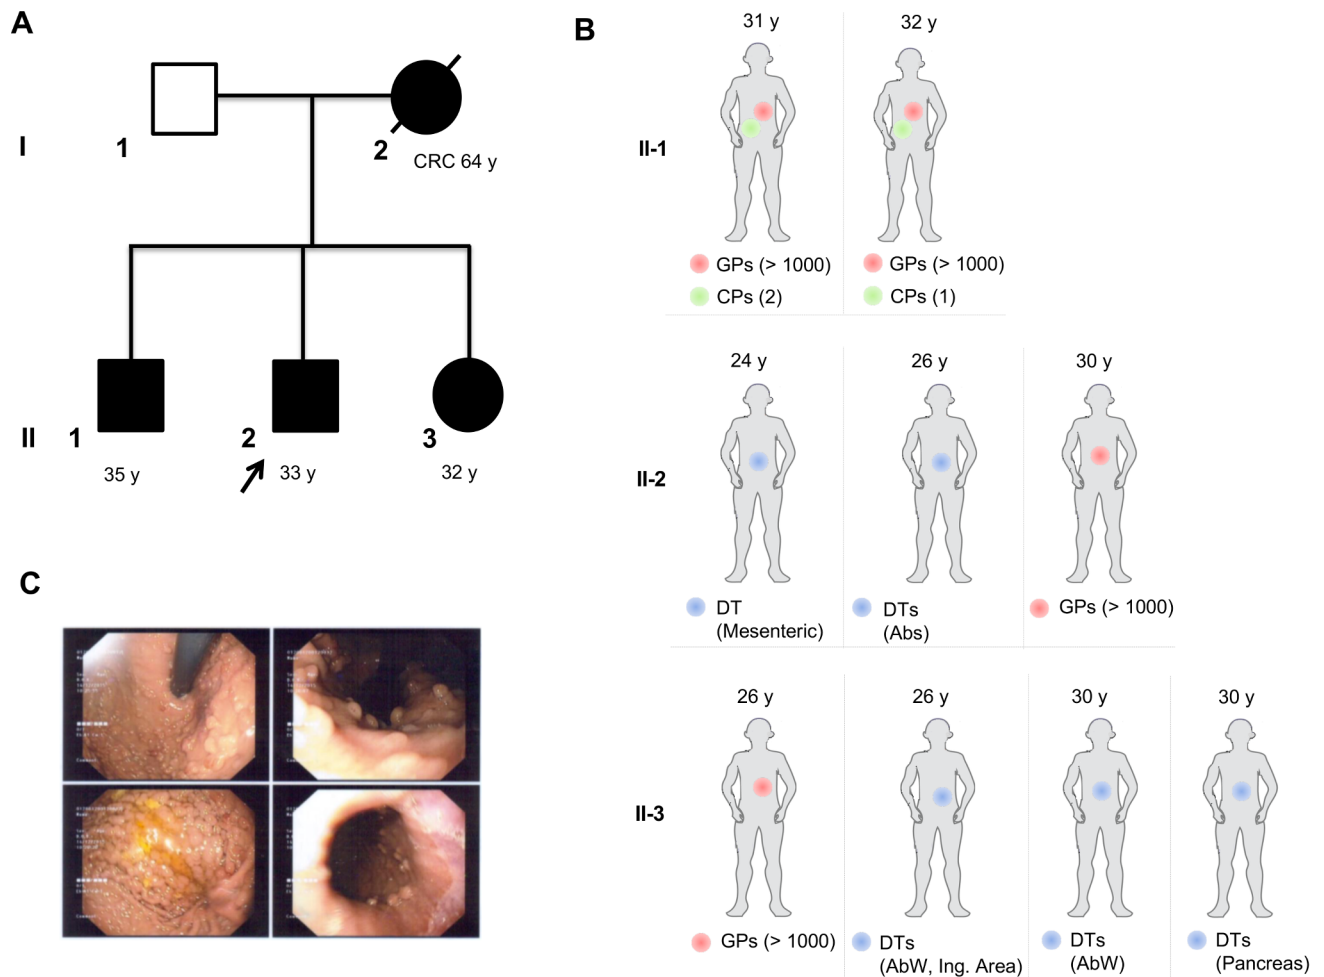 A
I
1
2
CRC 64 y
II
1
2
3
35 y
33 y
32 y
B
31 y
32 y
II-1
GPs (> 1000)
GPs (> 1000)
CPs (2)
CPs (1)
24 y
26 y
30 y
II-2
DT
(Mesenteric)
DTs
(Abs)
GPs (> 1000)
26 y
26 y
30 y
30 y
II-3
GPs (> 1000)
DTs
(AbW, Ing. Area)
DTs
(AbW)
DTs
(Pancreas)
C